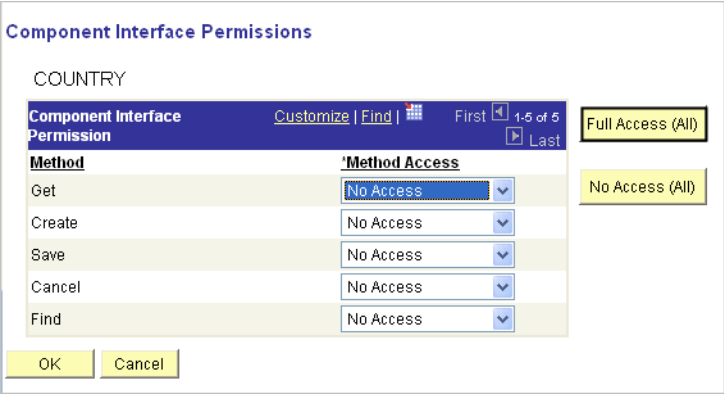 Component Interface Permissions
COUNTRY
Component Interface Permission
Customize | Find |
First 1-5 of 5 Last
Full Access (All)
No Access (All)
Method *Method Access
Get No Access
Create No Access
Save No Access
Cancel No Access
Find No Access
OK Cancel